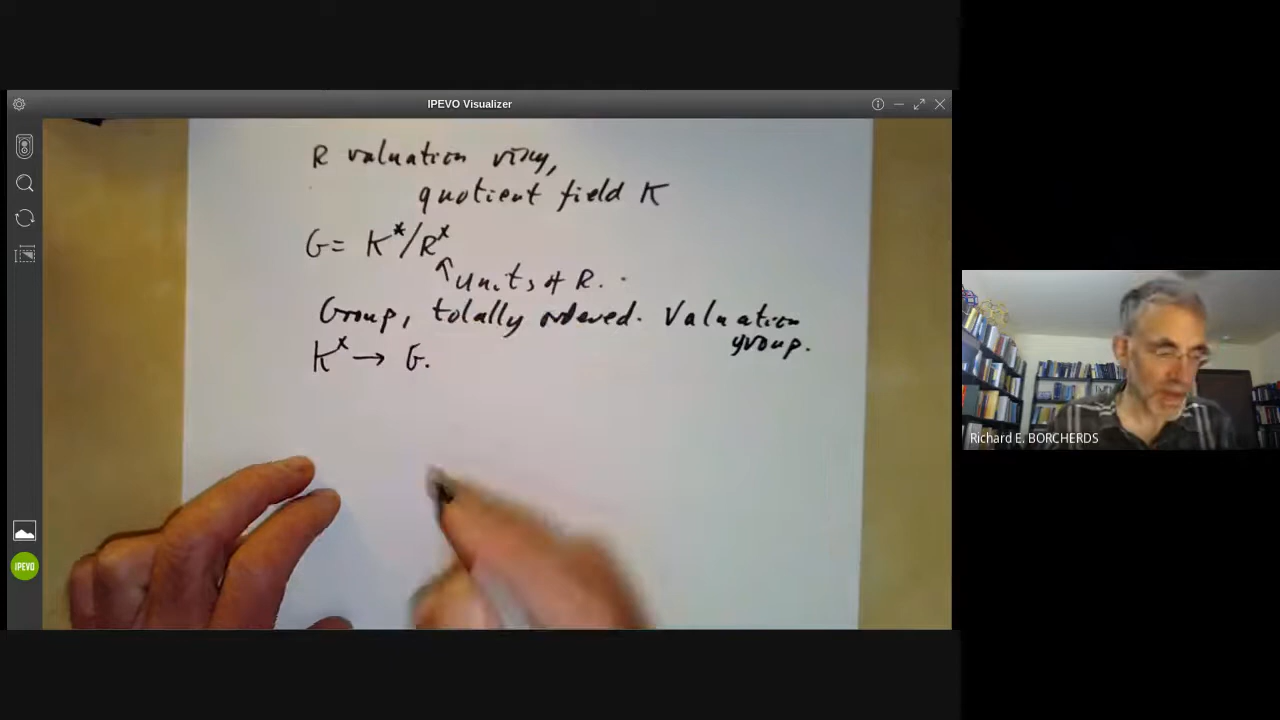 IPEVO Visualizer
R valuation ring,
quotient field K
G = K*/R^x
↑ units of R.
Group, totally ordered. Valuation
group.
K^x → G.
IPEVO
Richard E. BORCHERDS